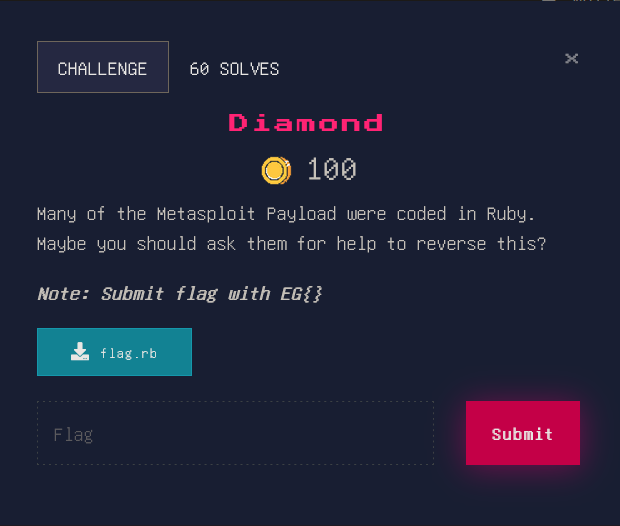 CHALLENGE
60 SOLVES
×
Diamond
100
Many of the Metasploit Payload were coded in Ruby.
Maybe you should ask them for help to reverse this?
Note: Submit flag with EG{}
flag.rb
Flag
Submit